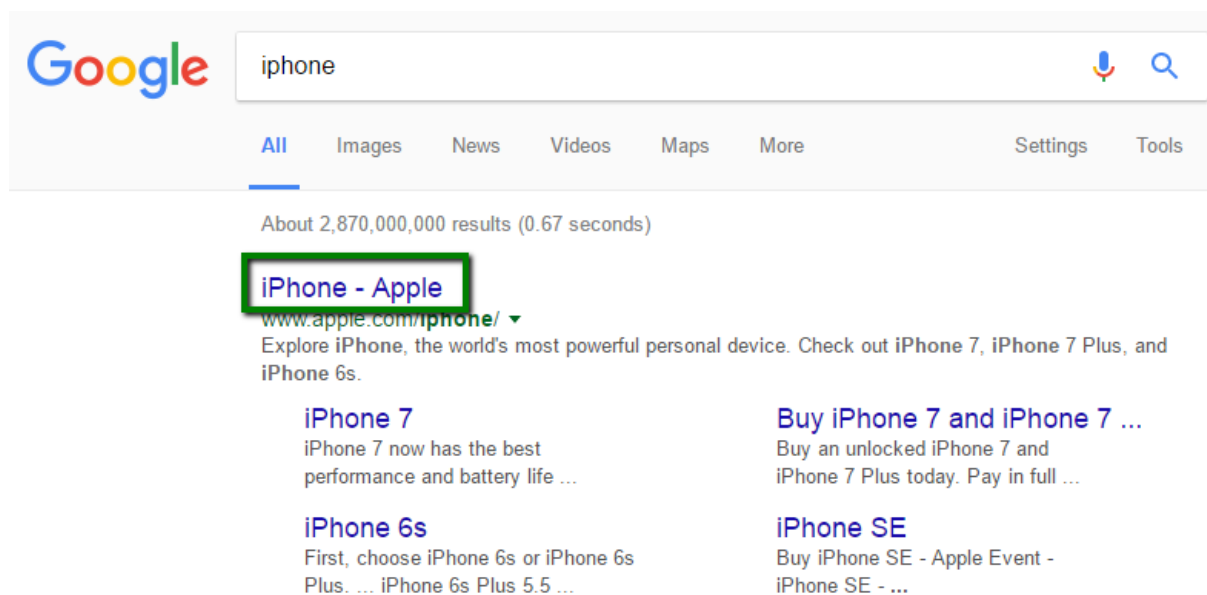 Google
iphone
All Images News Videos Maps More Settings Tools
About 2,870,000,000 results (0.67 seconds)
iPhone - Apple
www.apple.com/iphone/
Explore iPhone, the world's most powerful personal device. Check out iPhone 7, iPhone 7 Plus, and
iPhone 6s.
iPhone 7
iPhone 7 now has the best
performance and battery life ...
Buy iPhone 7 and iPhone 7 ...
Buy an unlocked iPhone 7 and
iPhone 7 Plus today. Pay in full ...
iPhone 6s
First, choose iPhone 6s or iPhone 6s
Plus. ... iPhone 6s Plus 5.5 ...
iPhone SE
Buy iPhone SE - Apple Event -
iPhone SE - ...